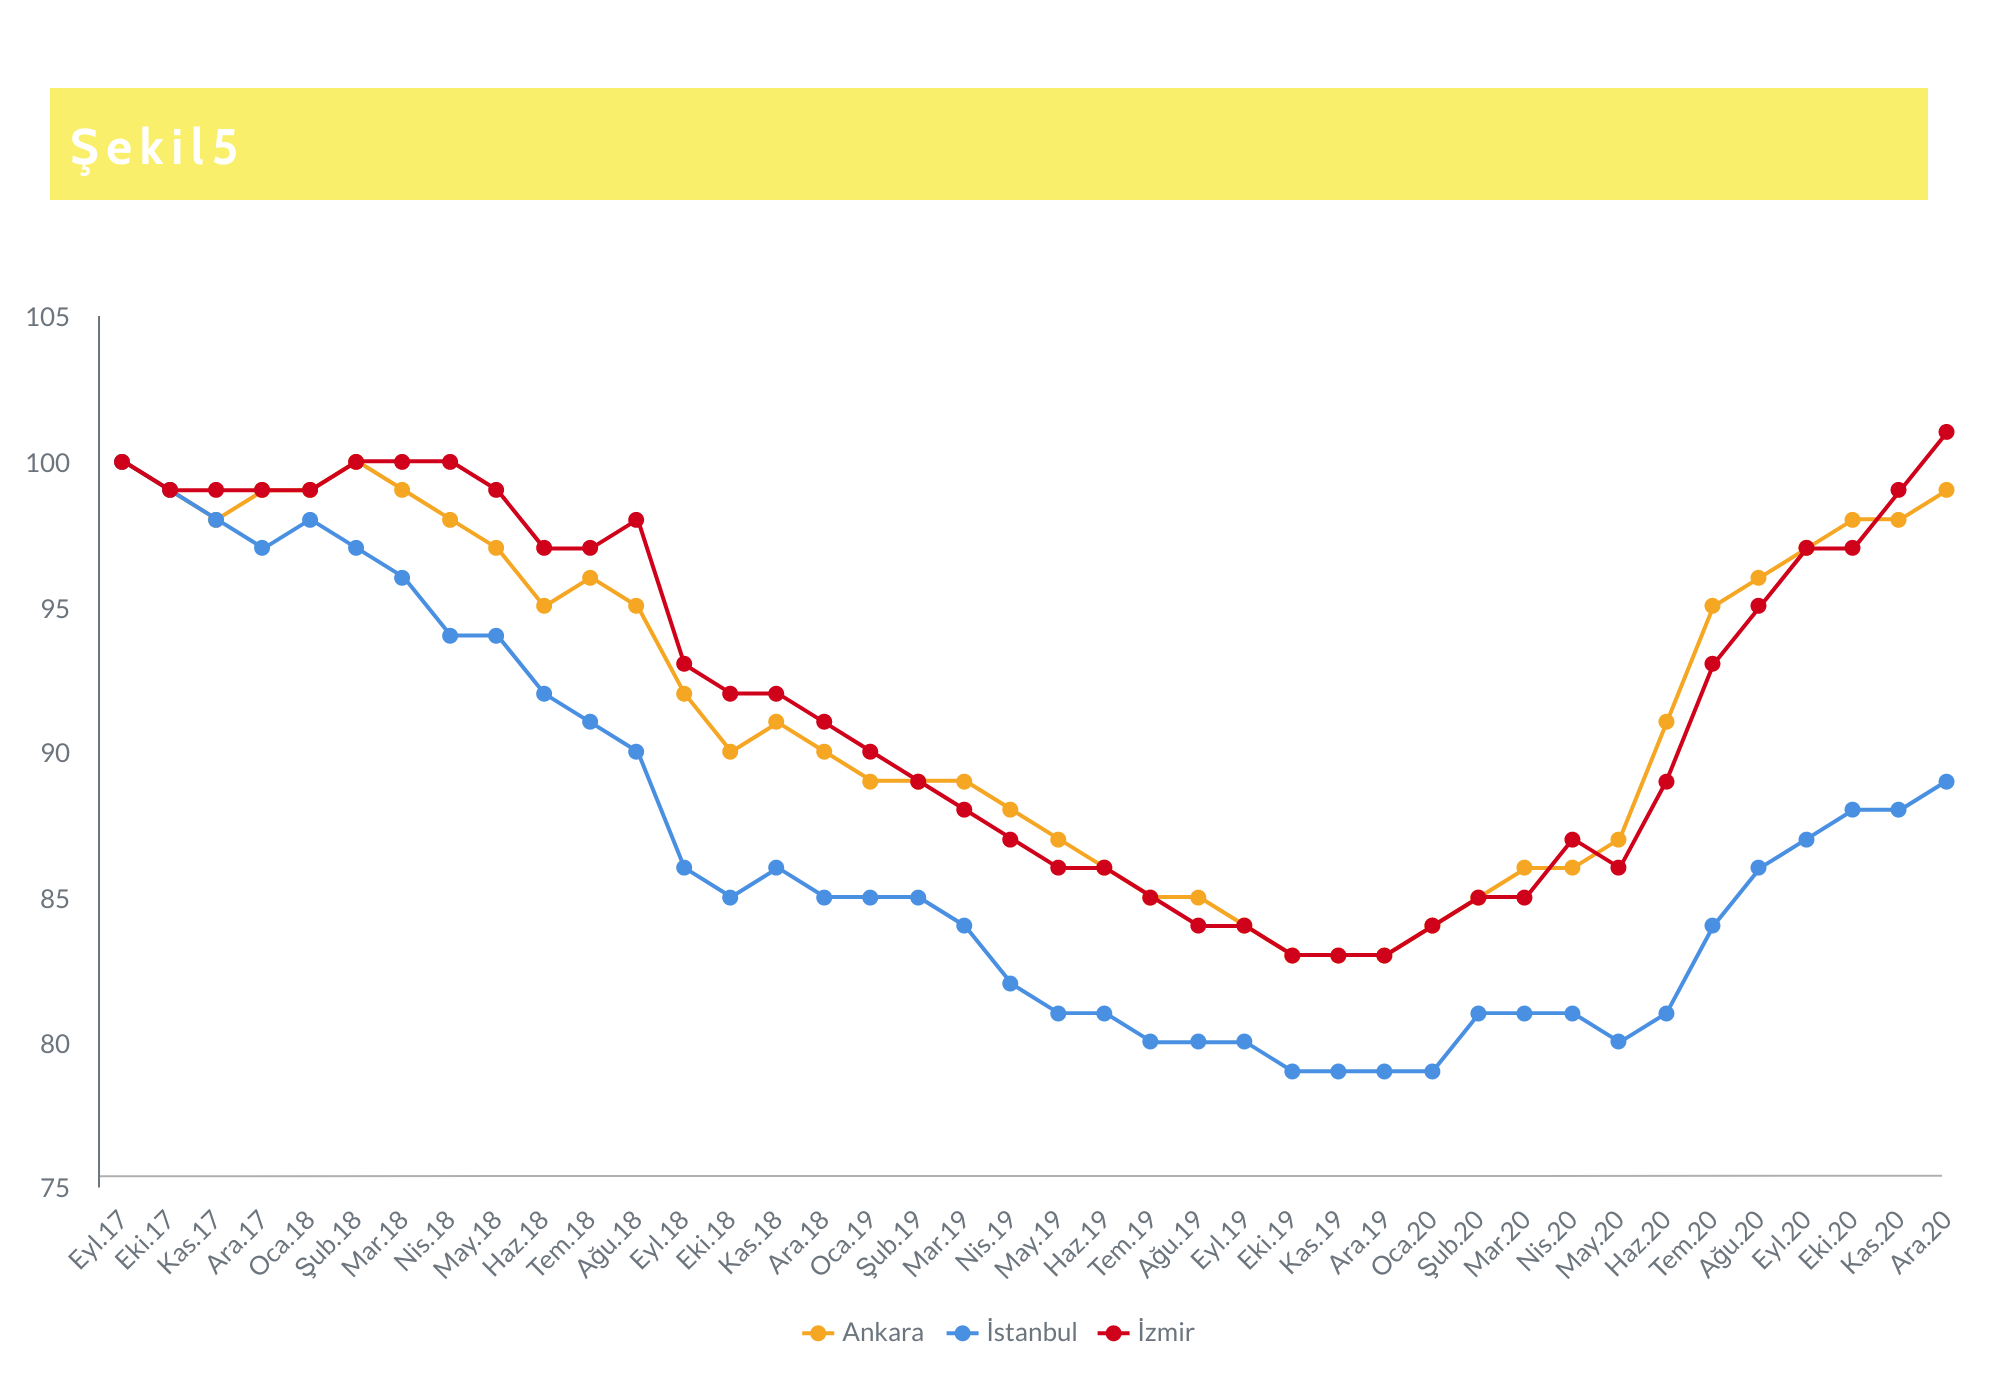 Şekil5
105
100
95
90
85
80
75
Eyl.17
Eki.17
Kas.17
Ara.17
Oca.18
Şub.18
Mar.18
Nis.18
May.18
Haz.18
Tem.18
Ağu.18
Eyl.18
Eki.18
Kas.18
Ara.18
Oca.19
Şub.19
Mar.19
Nis.19
May.19
Haz.19
Tem.19
Ağu.19
Eyl.19
Eki.19
Kas.19
Ara.19
Oca.20
Şub.20
Mar.20
Nis.20
May.20
Haz.20
Tem.20
Ağu.20
Eyl.20
Eki.20
Kas.20
Ara.20
Ankara İstanbul İzmir